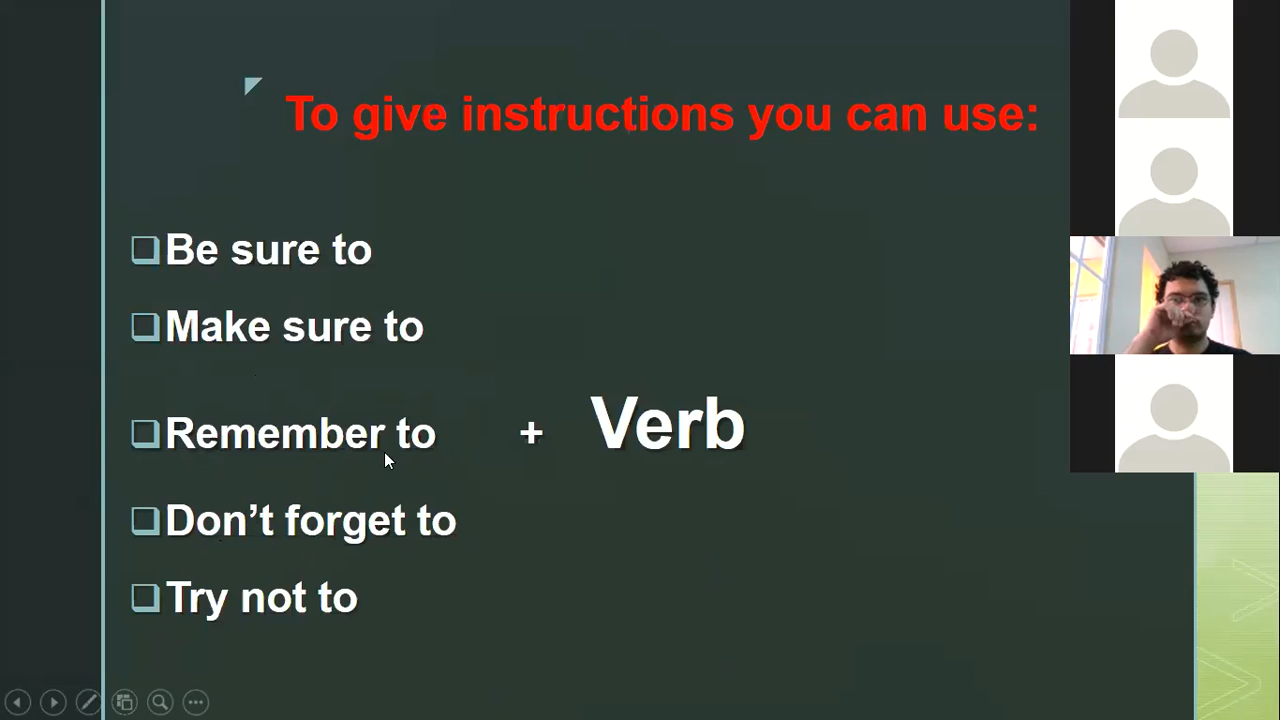 To give instructions you can use:
Be sure to
Make sure to
Remember to + Verb
Don’t forget to
Try not to